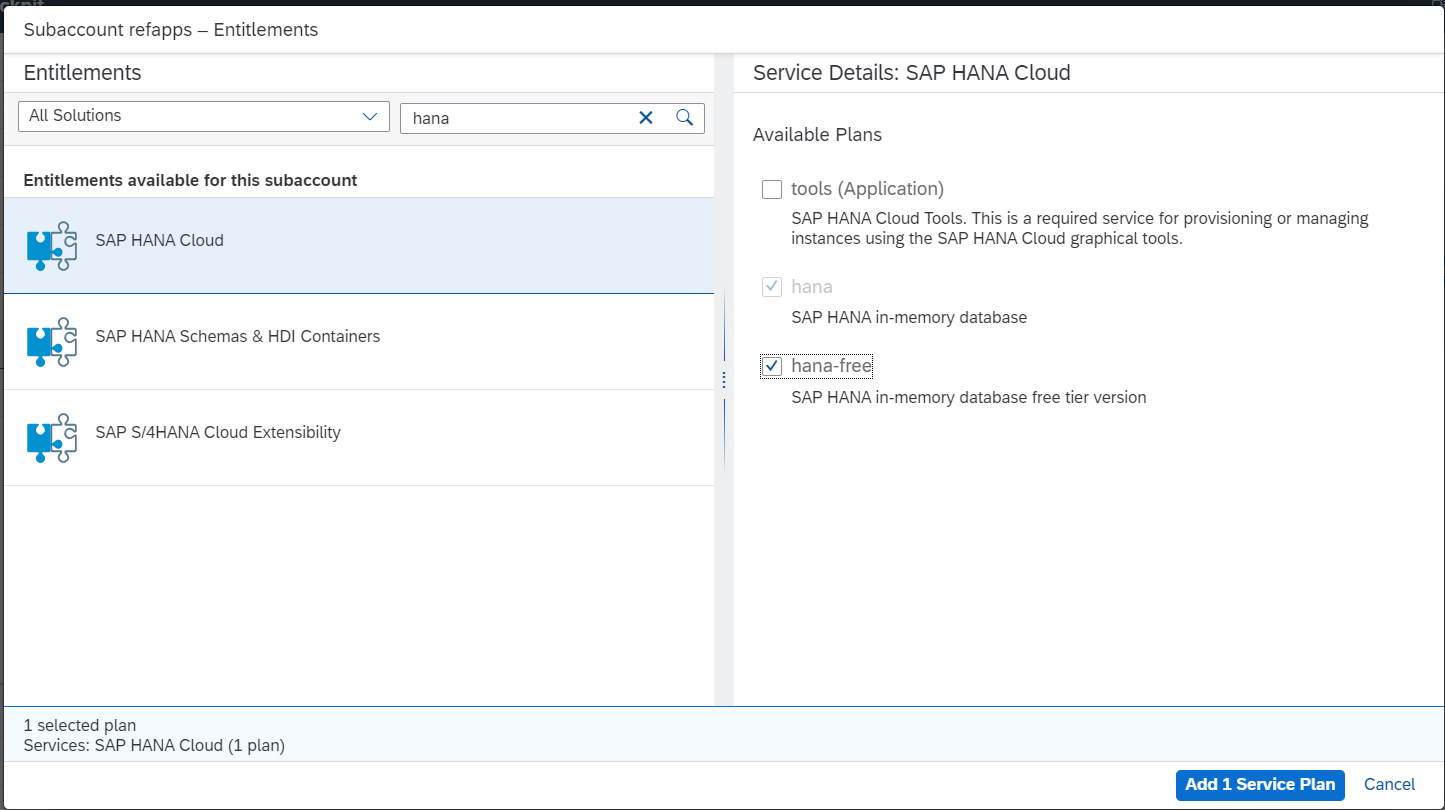 Subaccount refapps – Entitlements
Entitlements
All Solutions
hana
Entitlements available for this subaccount
SAP HANA Cloud
SAP HANA Schemas & HDI Containers
SAP S/4HANA Cloud Extensibility
Service Details: SAP HANA Cloud
Available Plans
tools (Application)
SAP HANA Cloud Tools. This is a required service for provisioning or managing
instances using the SAP HANA Cloud graphical tools.
hana
SAP HANA in-memory database
hana-free
SAP HANA in-memory database free tier version
1 selected plan
Services: SAP HANA Cloud (1 plan)
Add 1 Service Plan
Cancel